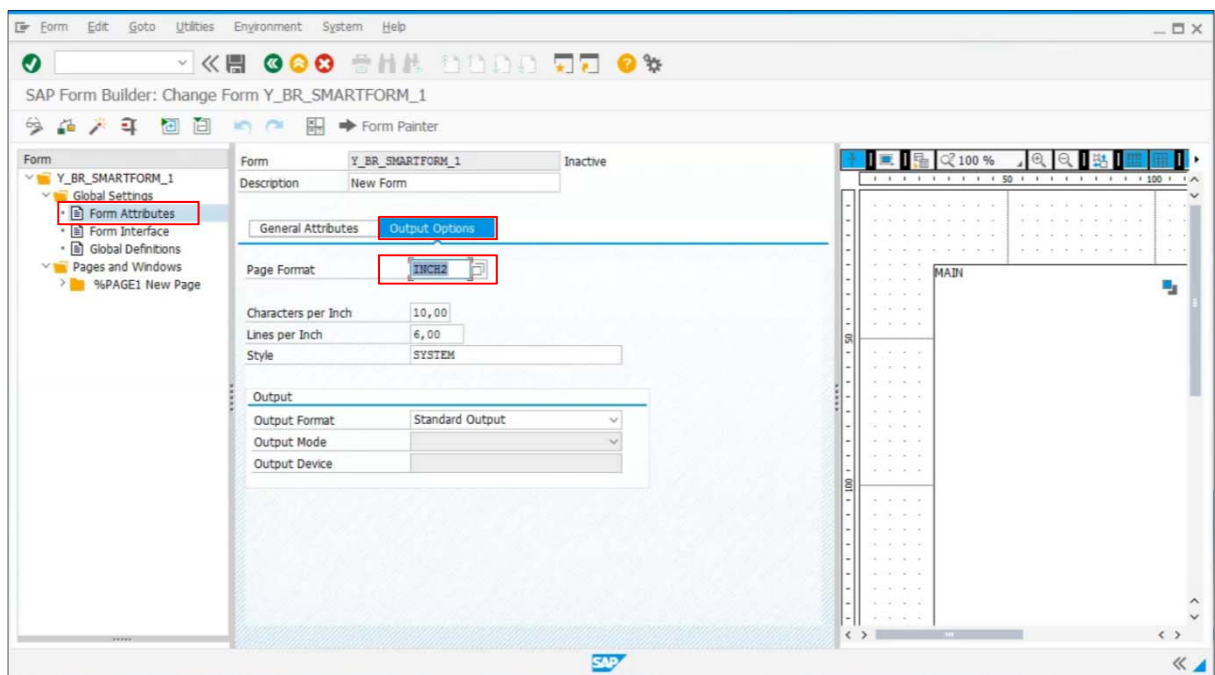 Form Edit Goto Utilities Environment System Help
SAP Form Builder: Change Form Y_BR_SMARTFORM_1
Form Painter
Form
Y_BR_SMARTFORM_1
Global Settings
Form Attributes
Form Interface
Global Definitions
Pages and Windows
%PAGE1 New Page
Form Y_BR_SMARTFORM_1 Inactive
Description New Form
General Attributes Output Options
Page Format INCH2
Characters per Inch 10,00
Lines per Inch 6,00
Style SYSTEM
Output
Output Format Standard Output
Output Mode
Output Device
100 %
50 100
MAIN
50
100
SAP